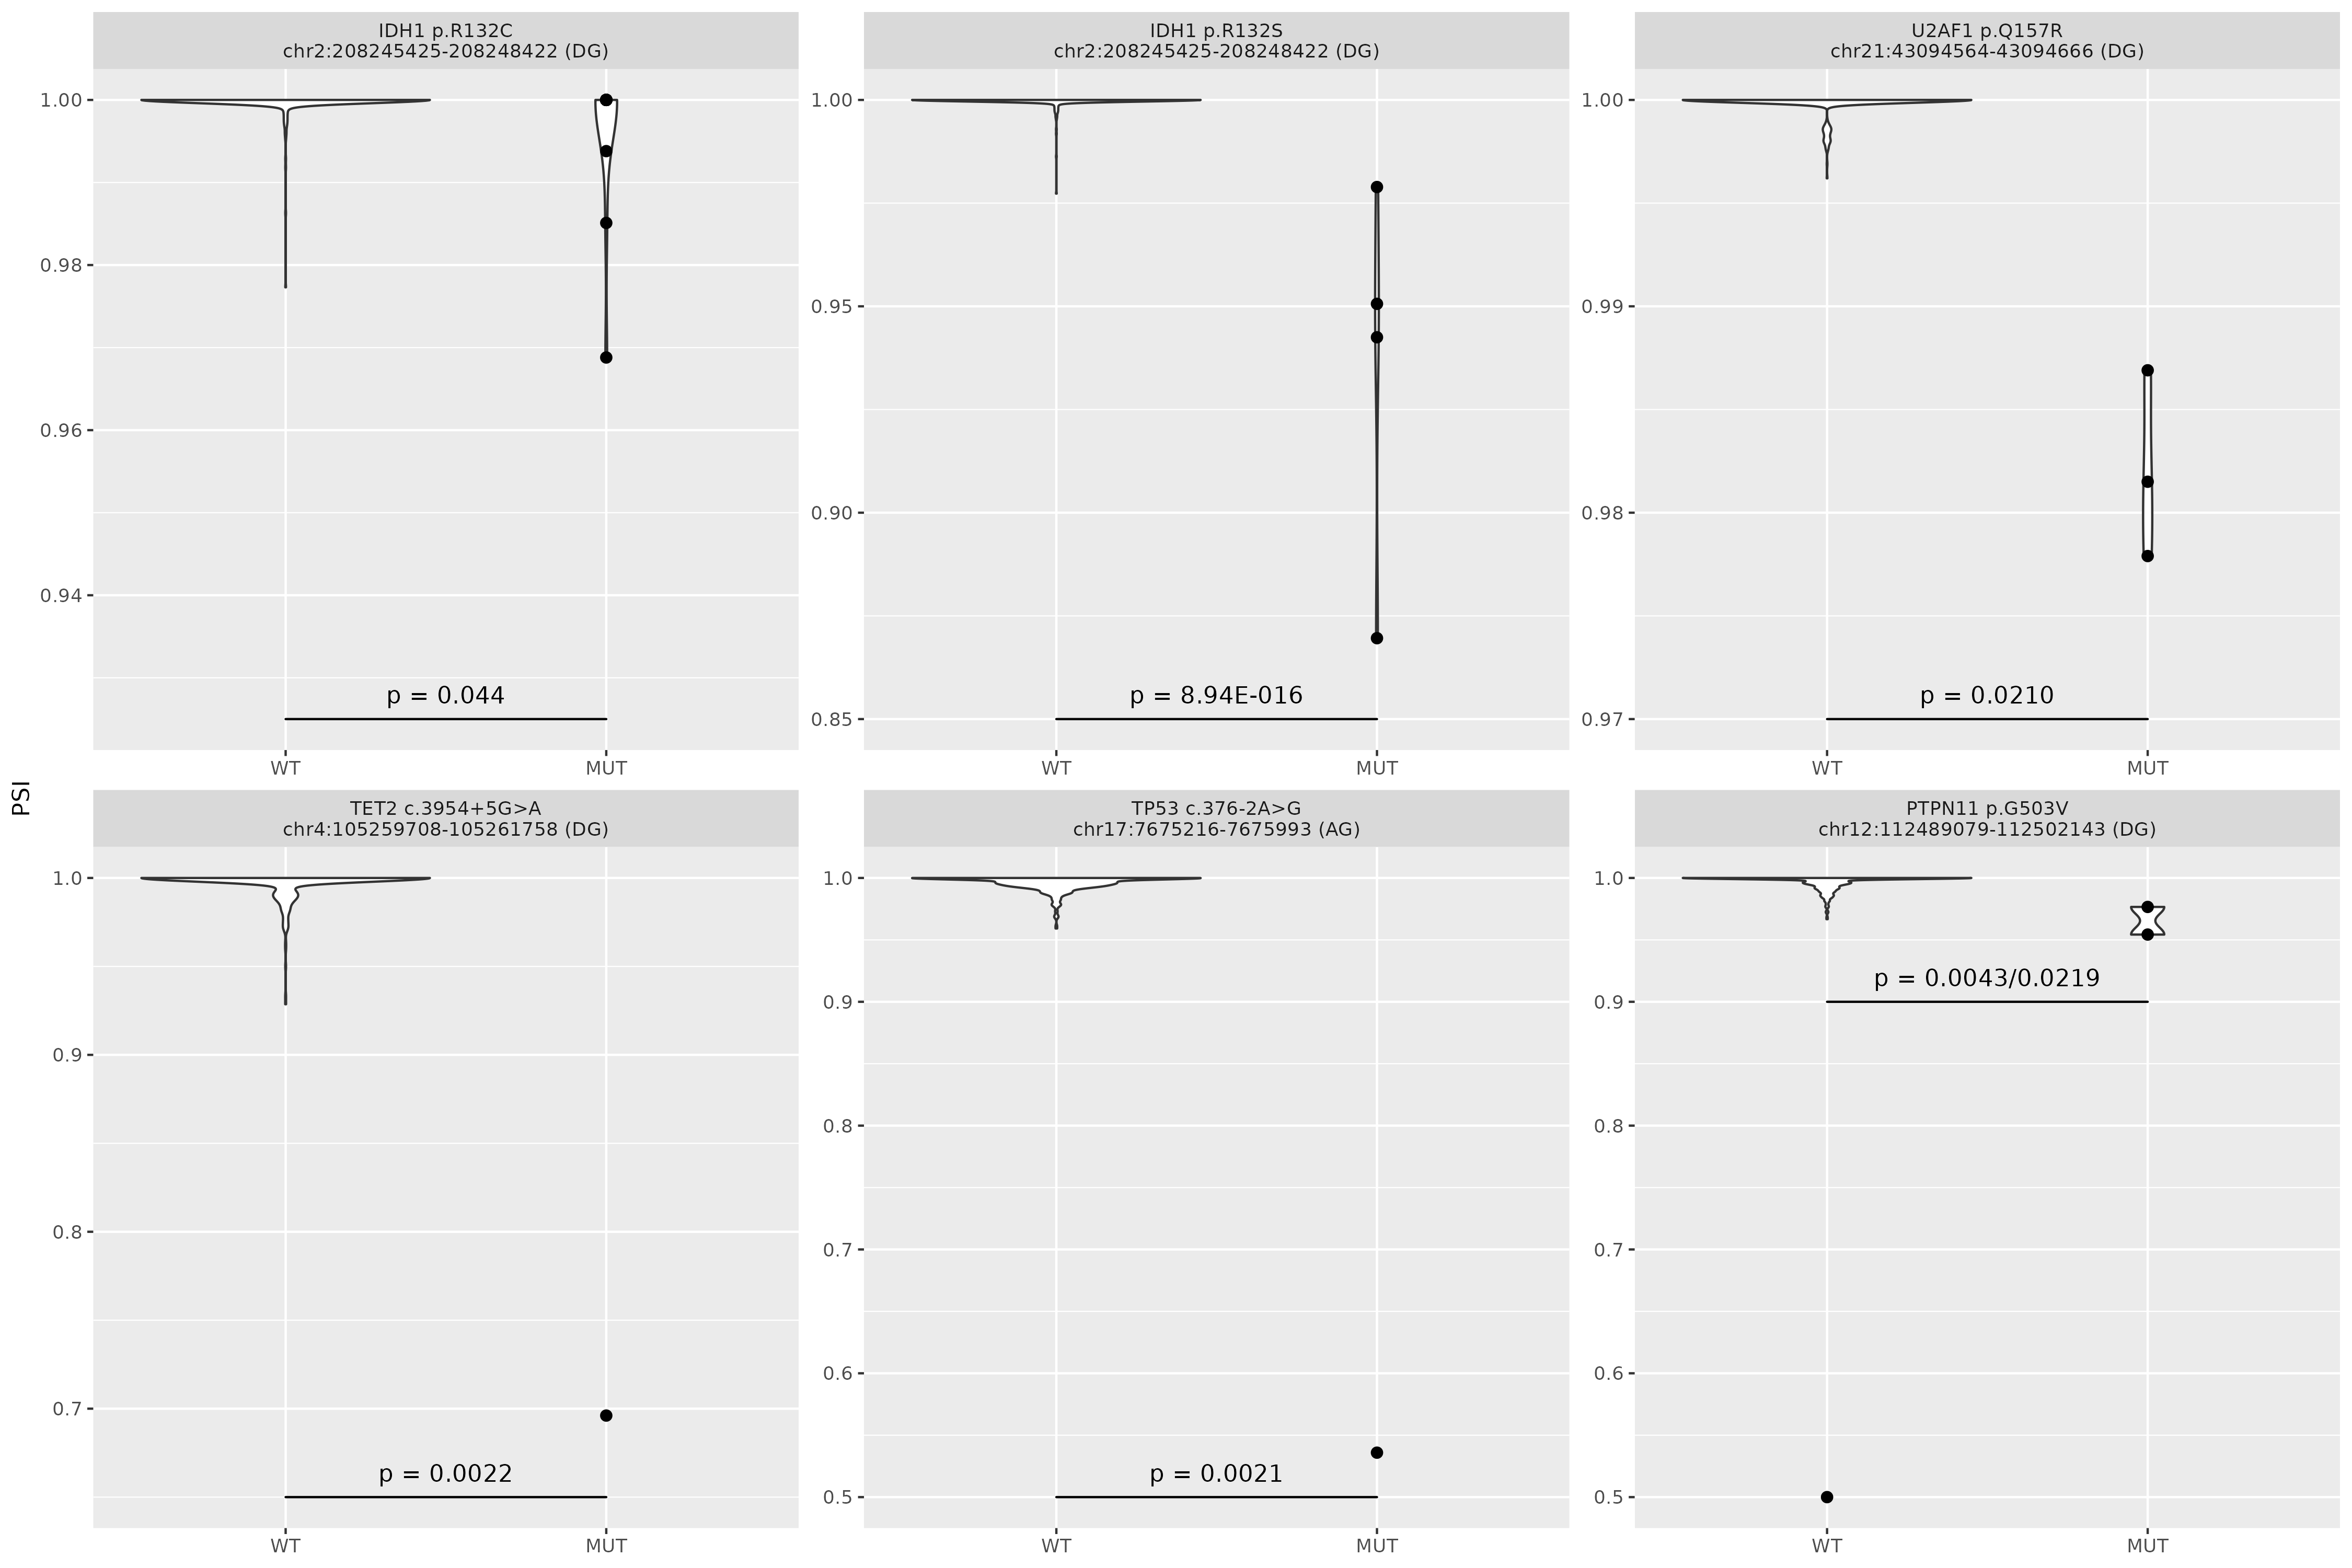 IDH1 p.R132C
chr2:208245425-208248422 (DG)
IDH1 p.R132S
chr2:208245425-208248422 (DG)
U2AF1 p.Q157R
chr21:43094564-43094666 (DG)
1.00
0.98
0.96
0.94
p = 0.044
WT
MUT
1.00
0.95
0.90
0.85
p = 8.94E-016
WT
MUT
1.00
0.99
0.98
0.97
p = 0.0210
WT
MUT
PSI
TET2 c.3954+5G>A
chr4:105259708-105261758 (DG)
TP53 c.376-2A>G
chr17:7675216-7675993 (AG)
PTPN11 p.G503V
chr12:112489079-112502143 (DG)
1.0
0.9
0.8
0.7
p = 0.0022
WT
MUT
1.0
0.9
0.8
0.7
0.6
0.5
p = 0.0021
WT
MUT
1.0
0.9
0.8
0.7
0.6
0.5
p = 0.0043/0.0219
WT
MUT